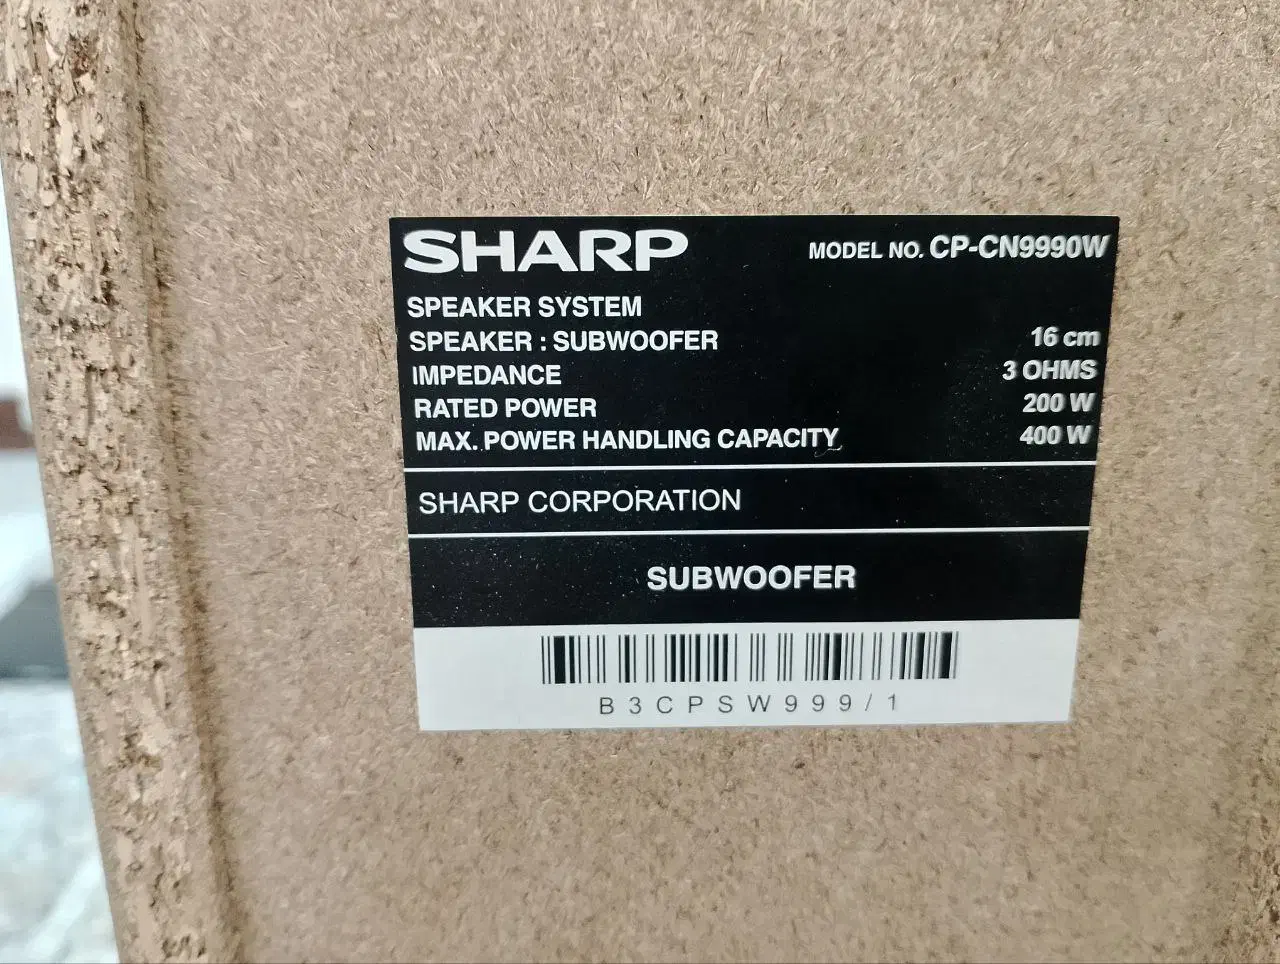 SHARP MODEL NO. CP-CN9990W
SPEAKER SYSTEM
SPEAKER : SUBWOOFER 16 cm
IMPEDANCE 3 OHMS
RATED POWER 200 W
MAX. POWER HANDLING CAPACITY 400 W
SHARP CORPORATION
SUBWOOFER
B3CPSW999/1